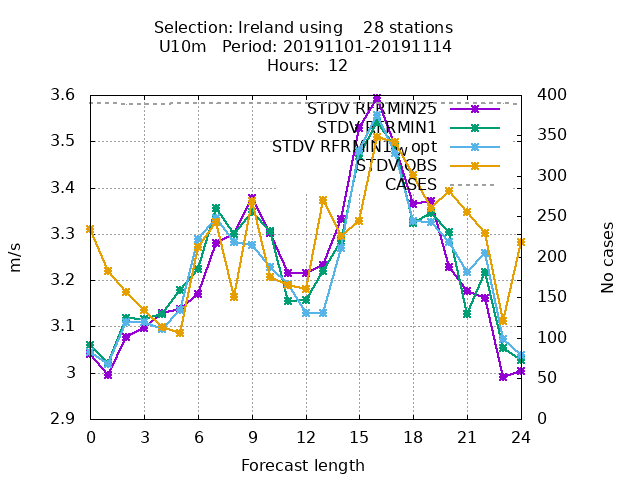 Selection: Ireland using    28 stations
U10m   Period: 20191101-20191114
Hours:  12
3.6
3.5
3.4
3.3
3.2
3.1
3
2.9
m/s
400
350
300
250
200
150
100
50
0
No cases
STDV RFRMIN25
STDV RFRMIN1
STDV RFRMIN1w opt
STDV OBS
CASES
0 3 6 9 12 15 18 21 24
Forecast length